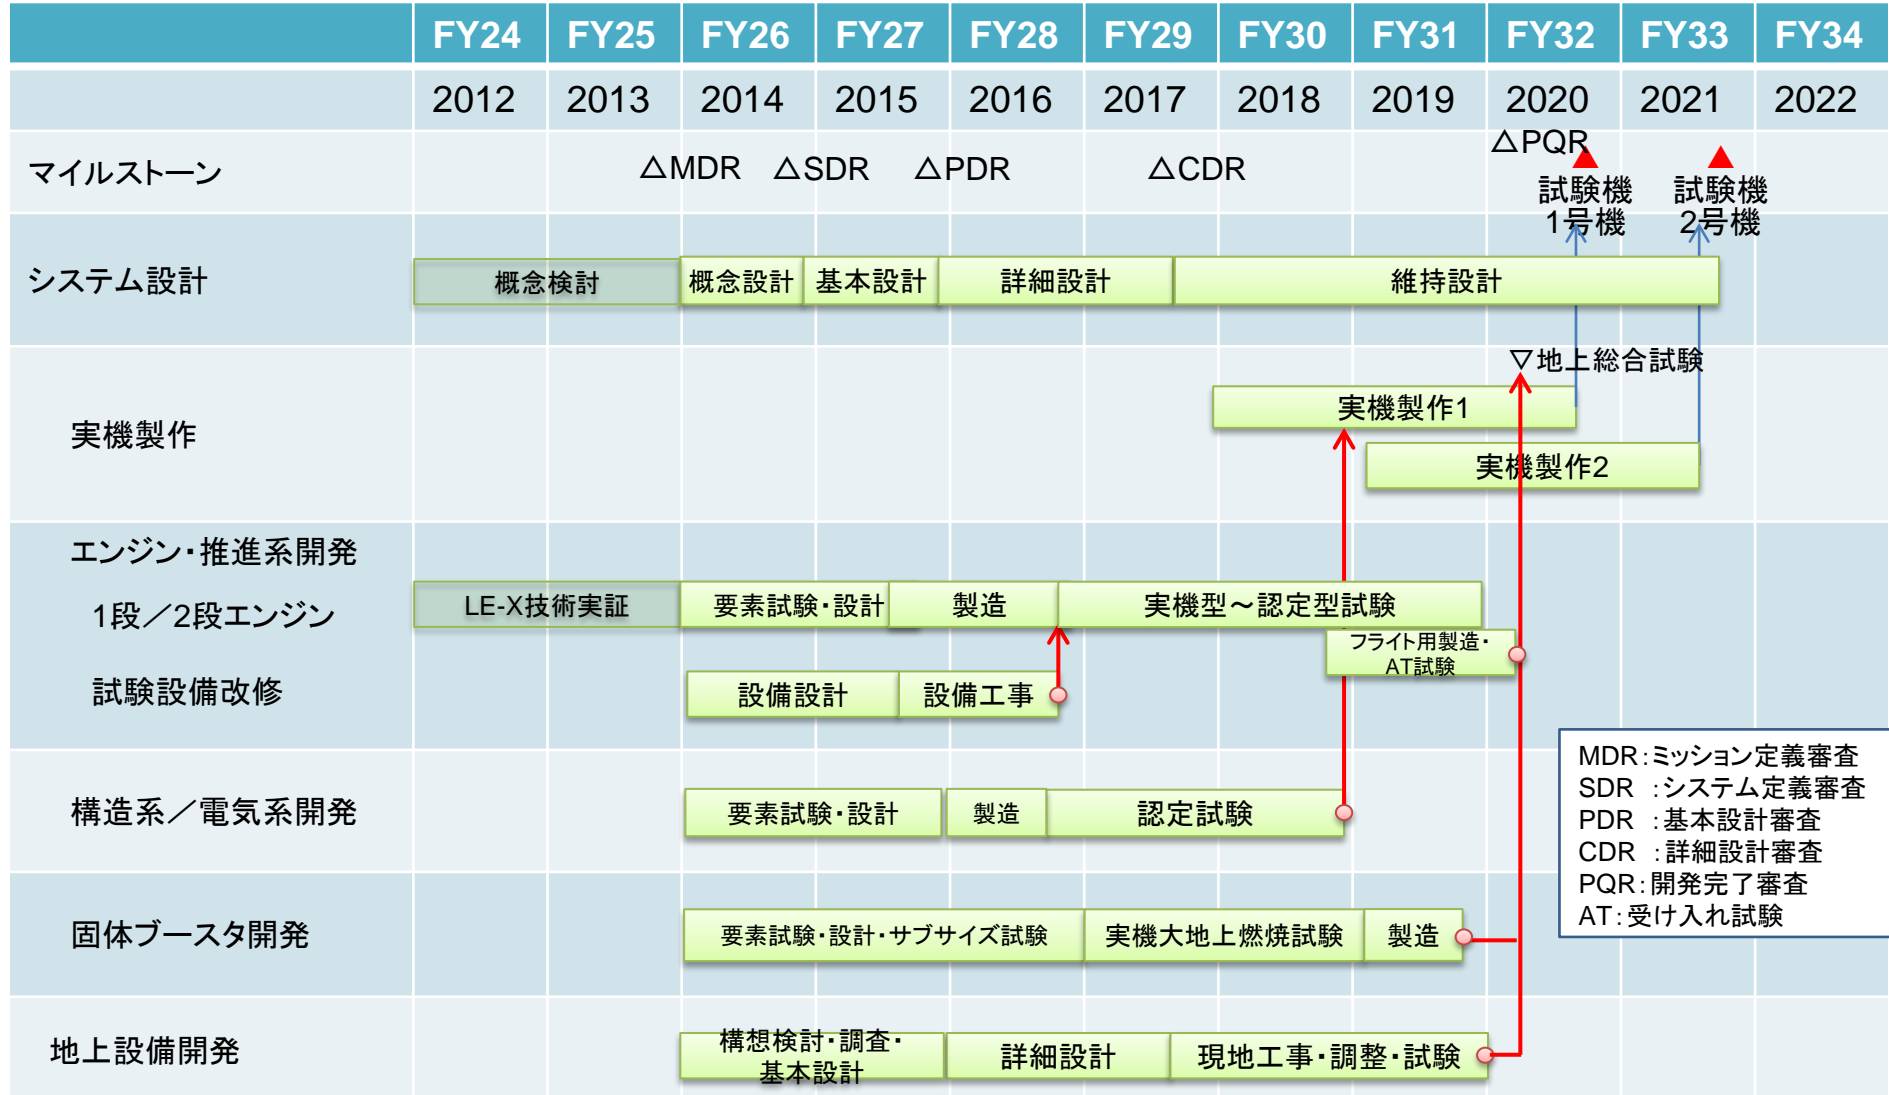 FY24 FY25 FY26 FY27 FY28 FY29 FY30 FY31 FY32 FY33 FY34
2012 2013 2014 2015 2016 2017 2018 2019 2020 2021 2022
マイルストーン
△MDR △SDR △PDR △CDR △PQR
▲ ▲
試験機 試験機
1号機 2号機
システム設計
概念検討 概念設計 基本設計 詳細設計 維持設計
▽地上総合試験
実機製作
実機製作1
実機製作2
エンジン・推進系開発
1段／2段エンジン
LE-X技術実証 要素試験・設計 製造 実機型～認定型試験
フライト用製造・
AT試験
試験設備改修
設備設計 設備工事
構造系／電気系開発
要素試験・設計 製造 認定試験
固体ブースタ開発
要素試験・設計・サブサイズ試験 実機大地上燃焼試験 製造
地上設備開発
構想検討・調査・
基本設計
詳細設計 現地工事・調整・試験
MDR：ミッション定義審査
SDR ：システム定義審査
PDR ：基本設計審査
CDR ：詳細設計審査
PQR：開発完了審査
AT：受け入れ試験